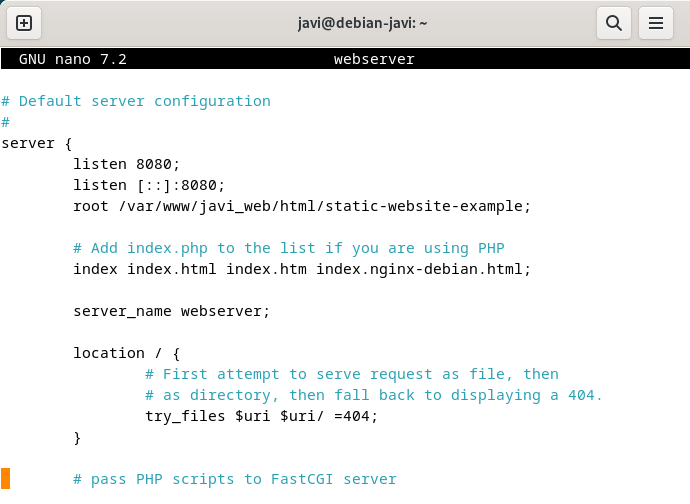 javi@debian-javi: ~
GNU nano 7.2 webserver
# Default server configuration
#
server {
listen 8080;
listen [::]:8080;
root /var/www/javi_web/html/static-website-example;
# Add index.php to the list if you are using PHP
index index.html index.htm index.nginx-debian.html;
server_name webserver;
location / {
# First attempt to serve request as file, then
# as directory, then fall back to displaying a 404.
try_files $uri $uri/ =404;
}
# pass PHP scripts to FastCGI server